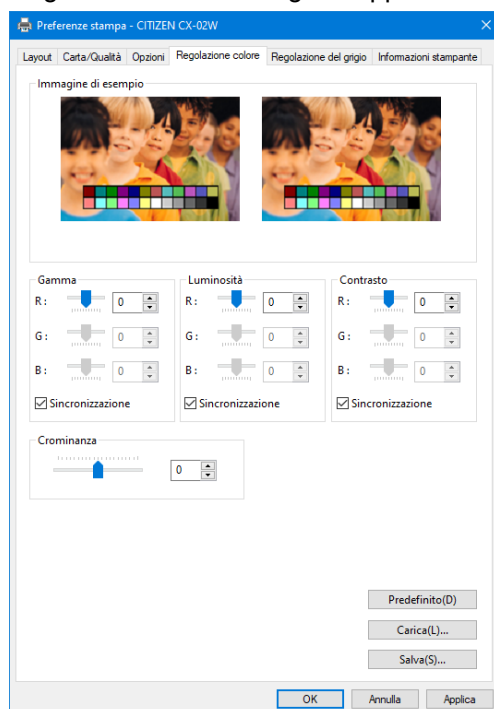 Preferenze stampa - CITIZEN CX-02W
Layout Carta/Qualità Opzioni Regolazione colore Regolazione del grigio Informazioni stampante
Immagine di esempio
Gamma Luminosità Contrasto
R: 0 R: 0 R: 0
G: 0 G: 0 G: 0
B: 0 B: 0 B: 0
Sincronizzazione Sincronizzazione Sincronizzazione
Crominanza
0
Predefinito(D)
Carica(L)...
Salva(S)...
OK Annulla Applica